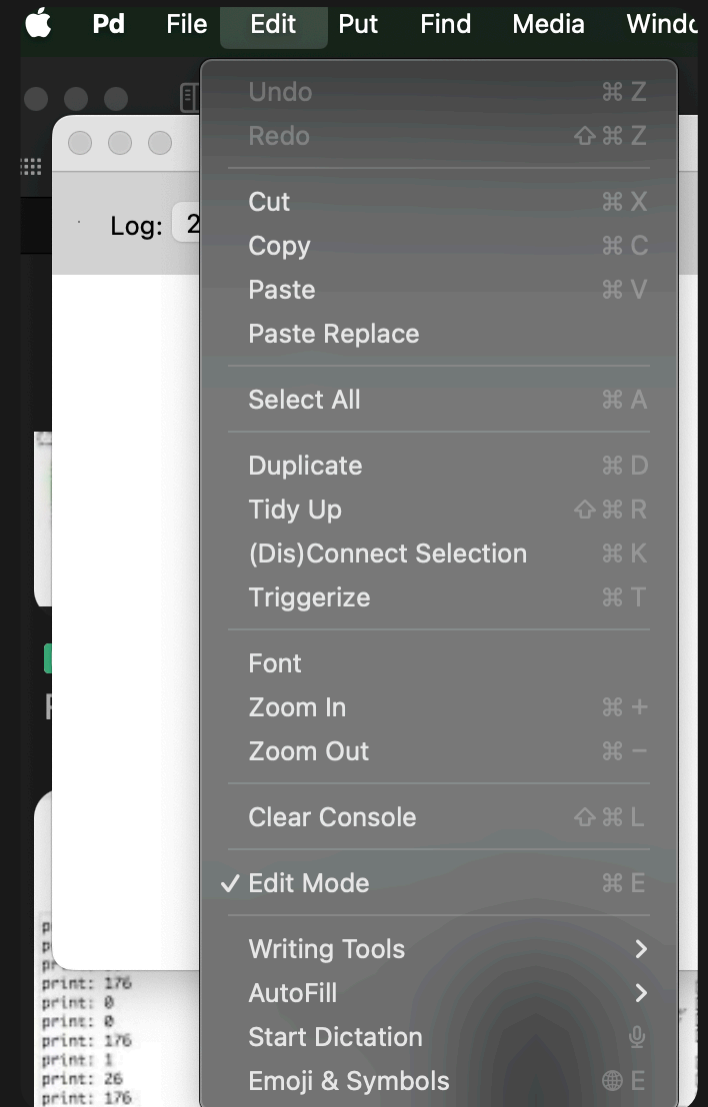 Pd File Edit Put Find Media
Undo ⌘ Z
Redo ⇧ ⌘ Z
Cut ⌘ X
Log: 2
Copy ⌘ C
Paste ⌘ V
Paste Replace
Select All ⌘ A
Duplicate ⌘ D
Tidy Up ⇧ ⌘ R
(Dis)Connect Selection ⌘ K
Triggerize ⌘ T
Font
Zoom In ⌘ +
Zoom Out ⌘ −
Clear Console ⇧ ⌘ L
✓ Edit Mode ⌘ E
Writing Tools >
AutoFill >
Start Dictation
Emoji & Symbols E
print: 176
print: 0
print: 0
print: 176
print: 1
print: 26
print: 176